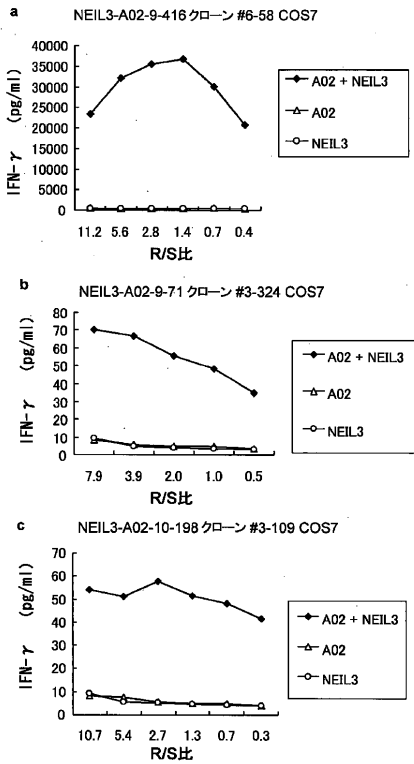 a
NEIL3-A02-9-416 クローン #6-58 COS7
IFN-γ (pg/ml)
40000
35000
30000
25000
20000
15000
10000
5000
0
11.2 5.6 2.8 1.4 0.7 0.4
R/S比
A02 + NEIL3
A02
NEIL3
b
NEIL3-A02-9-71 クローン #3-324 COS7
IFN-γ (pg/ml)
80
70
60
50
40
30
20
10
0
7.9 3.9 2.0 1.0 0.5
R/S比
A02 + NEIL3
A02
NEIL3
c
NEIL3-A02-10-198 クローン #3-109 COS7
IFN-γ (pg/ml)
70
60
50
40
30
20
10
0
10.7 5.4 2.7 1.3 0.7 0.3
R/S比
A02 + NEIL3
A02
NEIL3